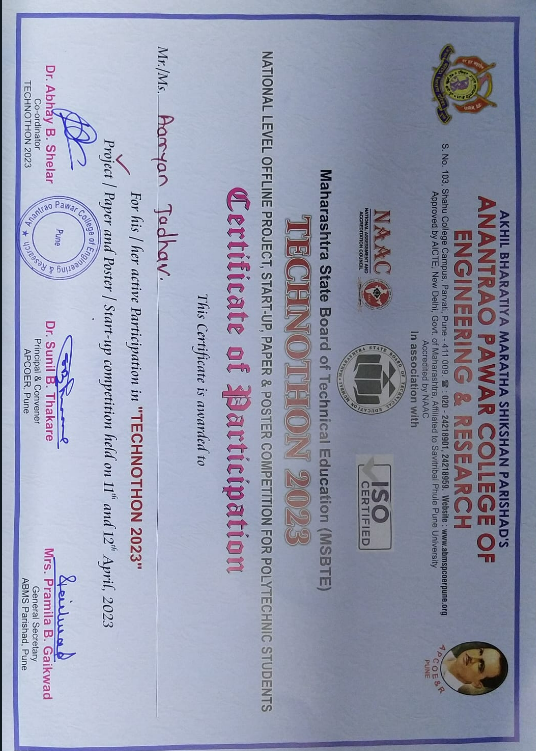 AKHIL BHARATIYA MARATHA SHIKSHAN PARISHAD'S
ANANTRAO PAWAR COLLEGE OF
ENGINEERING & RESEARCH
S. No. 103, Shahu College Campus, Parvati, Pune - 411 009. ☎ 020 - 24218901, 24218959, Website : www.abmspcoerpune.org
Approved by AICTE, New Delhi, Govt. of Maharashtra, Affiliated to Savitribai Phule Pune University
Accredited by NAAC
APCOE&R
PUNE
In association with
NAAC
NATIONAL ASSESSMENT AND
ACCREDITATION COUNCIL
ISO
CERTIFIED
Maharashtra State Board of Technical Education (MSBTE)
TECHNOTHON 2023
NATIONAL LEVEL OFFLINE PROJECT, START-UP, PAPER & POSTER COMPETITION FOR POLYTECHNIC STUDENTS
Certificate of Participation
This Certificate is awarded to
Mr./Ms. Aaryan Jadhav.
For his / her active Participation in "TECHNOTHON 2023"
Project / Paper and Poster / Start-up competition held on 11th and 12th April, 2023
Anantrao Pawar College of Engineering & Research
Pune
Dr. Abhay B. Shelar
Co-ordinator
TECHNOTHON 2023
Dr. Sunil B. Thakare
Principal & Convener
APCOER, Pune
Mrs. Pramila B. Gaikwad
General Secretary
ABMS Parishad, Pune